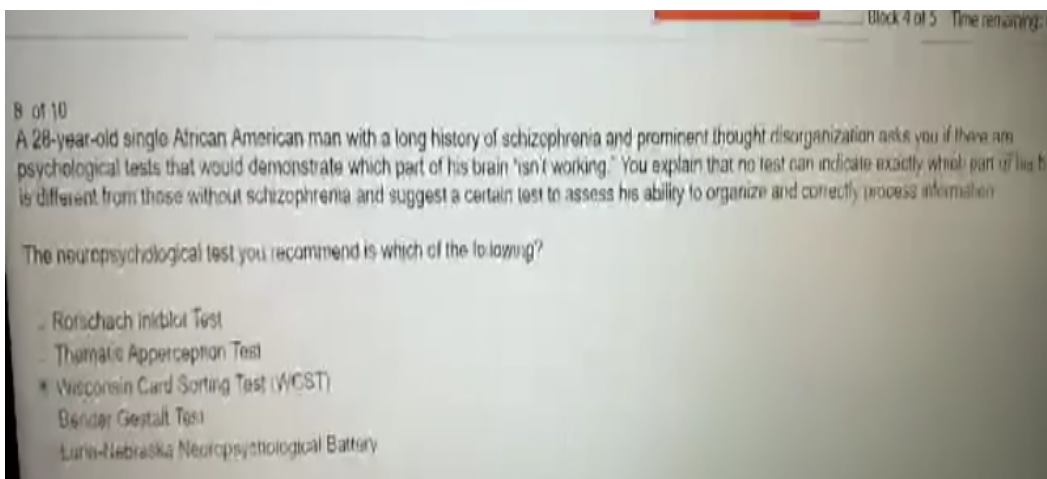 Block 4 of 5 Time remaining:
8 of 10
A 28-year-old single African American man with a long history of schizophrenia and prominent thought disorganization asks you if there are
psychological tests that would demonstrate which part of his brain "isn't working." You explain that no test can indicate exactly which part of his b
is different from those without schizophrenia and suggest a certain test to assess his ability to organize and correctly process information
The neuropsychological test you recommend is which of the following?
Rorschach Inkblot Test
Thematic Apperception Test
Wisconsin Card Sorting Test (WCST)
Bender Gestalt Test
Luria-Nebraska Neuropsychological Battery